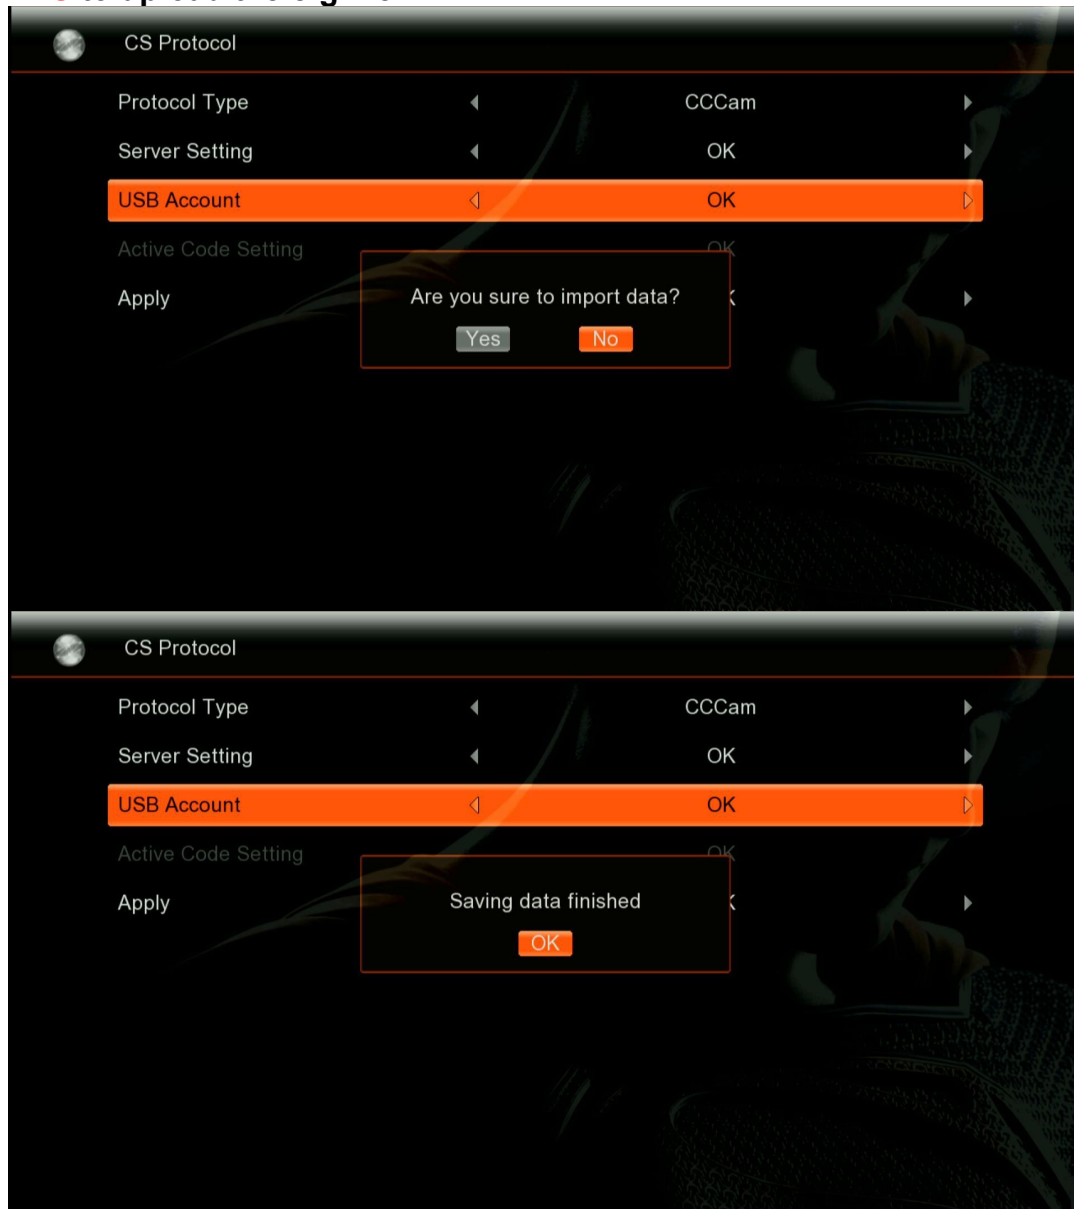 CS Protocol
Protocol Type CCCam
Server Setting OK
USB Account OK
Active Code Setting OK
Apply
Are you sure to import data?
Yes No
CS Protocol
Protocol Type CCCam
Server Setting OK
USB Account OK
Active Code Setting
Apply
Saving data finished
OK